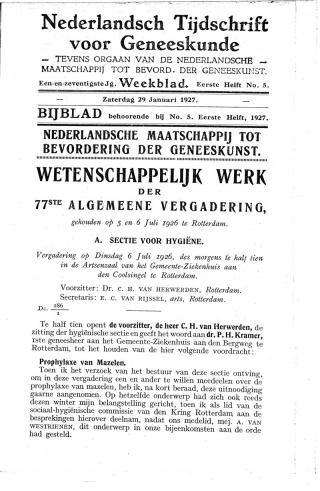 Nederlandsch Tijdschrift
voor Geneeskunde
— TEVENS ORGAAN VAN DE NEDERLANDSCHE —
MAATSCHAPPIJ TOT BEVORD. DER GENEESKUNST.
Een-en-zeventigste Jg. Weekblad. Eerste Helft No. 5.
— Zaterdag 29 Januari 1927. —
BIJBLAD behoorende bij No. 5. Eerste Helft, 1927.
NEDERLANDSCHE MAATSCHAPPIJ TOT
BEVORDERING DER GENEESKUNST.
WETENSCHAPPELIJK WERK
DER
77STE ALGEMEENE VERGADERING,
gehouden op 5 en 6 Juli 1926 te Rotterdam.
A. SECTIE VOOR HYGIËNE.
Vergadering op Dinsdag 6 Juli 1926, des morgens te half tien
in de Artsenzaal van het Gemeente-Ziekenhuis aan
den Coolsingel te Rotterdam.
Voorzitter: Dr. C. H. VAN HERWERDEN, Rotterdam.
Secretaris: E. C. VAN RIJSSEL, arts, Rotterdam.
D2. 286/1
Te half tien opent de voorzitter, de heer C. H. van Herwerden, de
zitting der hygiënische sectie en geeft het woord aan dr. P. H. Kramer,
1ste geneesheer aan het Gemeente-Ziekenhuis aan den Bergweg te
Rotterdam, tot het houden van der hier volgende voordracht:
Prophylaxe van Mazelen.
Toen ik het verzoek van het bestuur van deze sectie ontving,
om in deze vergadering een en ander te willen meedeelen over de
prophylaxe van mazelen, heb ik, na kort beraad, deze uitnoodiging
gaarne aangenomen. Op hetzelfde onderwerp had zich ook reeds
dezen winter mijn belangstelling gericht, toen ik als lid van de
sociaal-hygiënische commissie van den Kring Rotterdam aan de
besprekingen hierover deelnam, nadat ons medelid, mej. A. VAN
WESTRIENEN, dit onderwerp in onze bijeenkomsten aan de orde
had gesteld.